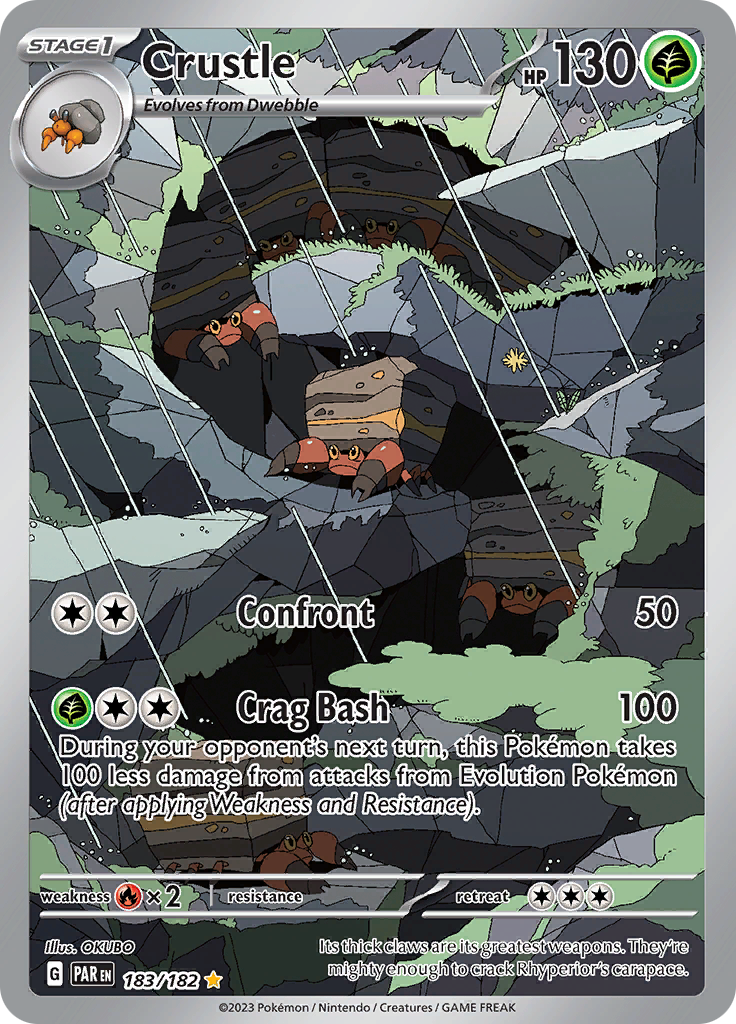 STAGE1
Crustle
HP 130
Evolves from Dwebble
Confront 50
Crag Bash 100
During your opponent's next turn, this Pokémon takes
100 less damage from attacks from Evolution Pokémon
(after applying Weakness and Resistance).
weakness ×2 resistance retreat
Illus. OKUBO
Its thick claws are its greatest weapons. They're
mighty enough to crack Rhyperior's carapace.
G PAR EN 183/182
©2023 Pokémon / Nintendo / Creatures / GAME FREAK